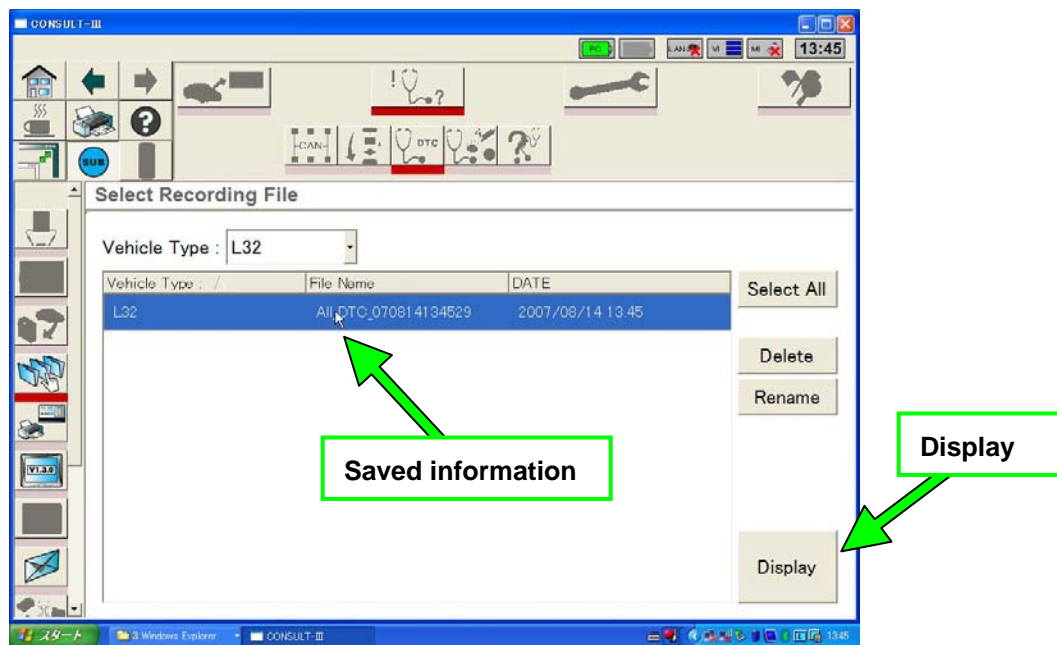 CONSULT-III
PC
LAN
VI
MI
13:45
!
?
?
-CAN-
DTC
?
SUB
Select Recording File
Vehicle Type : L32
Vehicle Type : /
File Name
DATE
Select All
L32
All_DTC_070814134529
2007/08/14 13:45
Delete
Rename
V1.3.0
Saved information
Display
Display
スタート
3 Windows Explorer
CONSULT-III
13:45